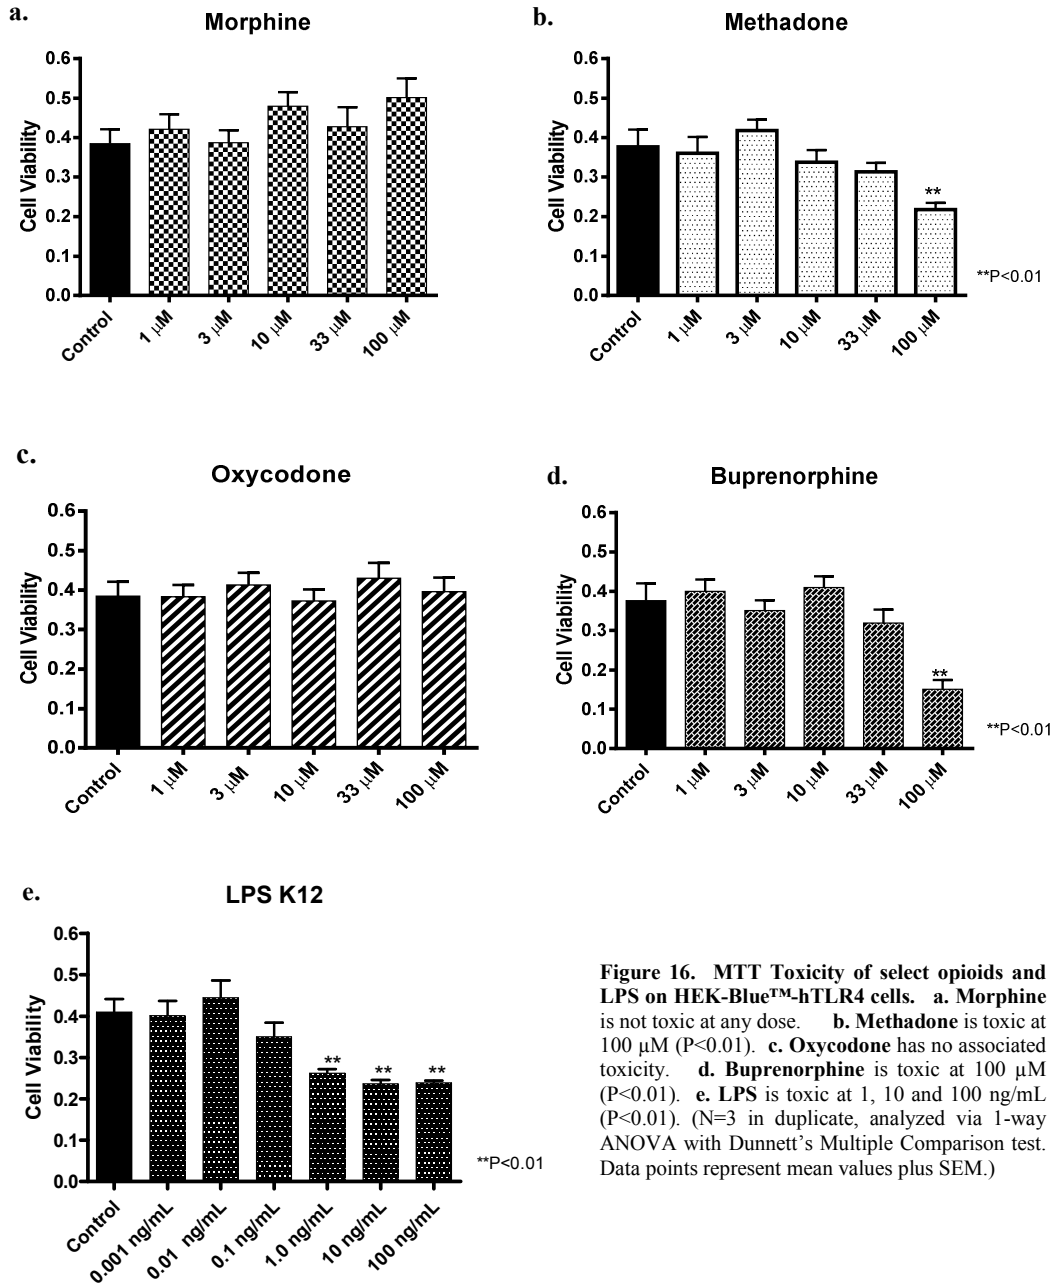 a.
Morphine
Cell Viability
0.6
0.5
0.4
0.3
0.2
0.1
0.0
Control
1 µM
3 µM
10 µM
33 µM
100 µM
b.
Methadone
Cell Viability
0.6
0.5
0.4
0.3
0.2
0.1
0.0
**
**P<0.01
Control
1 µM
3 µM
10 µM
33 µM
100 µM
c.
Oxycodone
Cell Viability
0.6
0.5
0.4
0.3
0.2
0.1
0.0
Control
1 µM
3 µM
10 µM
33 µM
100 µM
d.
Buprenorphine
Cell Viability
0.6
0.5
0.4
0.3
0.2
0.1
0.0
**
**P<0.01
Control
1 µM
3 µM
10 µM
33 µM
100 µM
e.
LPS K12
Cell Viability
0.6
0.5
0.4
0.3
0.2
0.1
0.0
**
**
**
**P<0.01
Control
0.001 ng/mL
0.01 ng/mL
0.1 ng/mL
1.0 ng/mL
10 ng/mL
100 ng/mL
Figure 16. MTT Toxicity of select opioids and
LPS on HEK-Blue™-hTLR4 cells. a. Morphine
is not toxic at any dose. b. Methadone is toxic at
100 µM (P<0.01). c. Oxycodone has no associated
toxicity. d. Buprenorphine is toxic at 100 µM
(P<0.01). e. LPS is toxic at 1, 10 and 100 ng/mL
(P<0.01). (N=3 in duplicate, analyzed via 1-way
ANOVA with Dunnett's Multiple Comparison test.
Data points represent mean values plus SEM.)